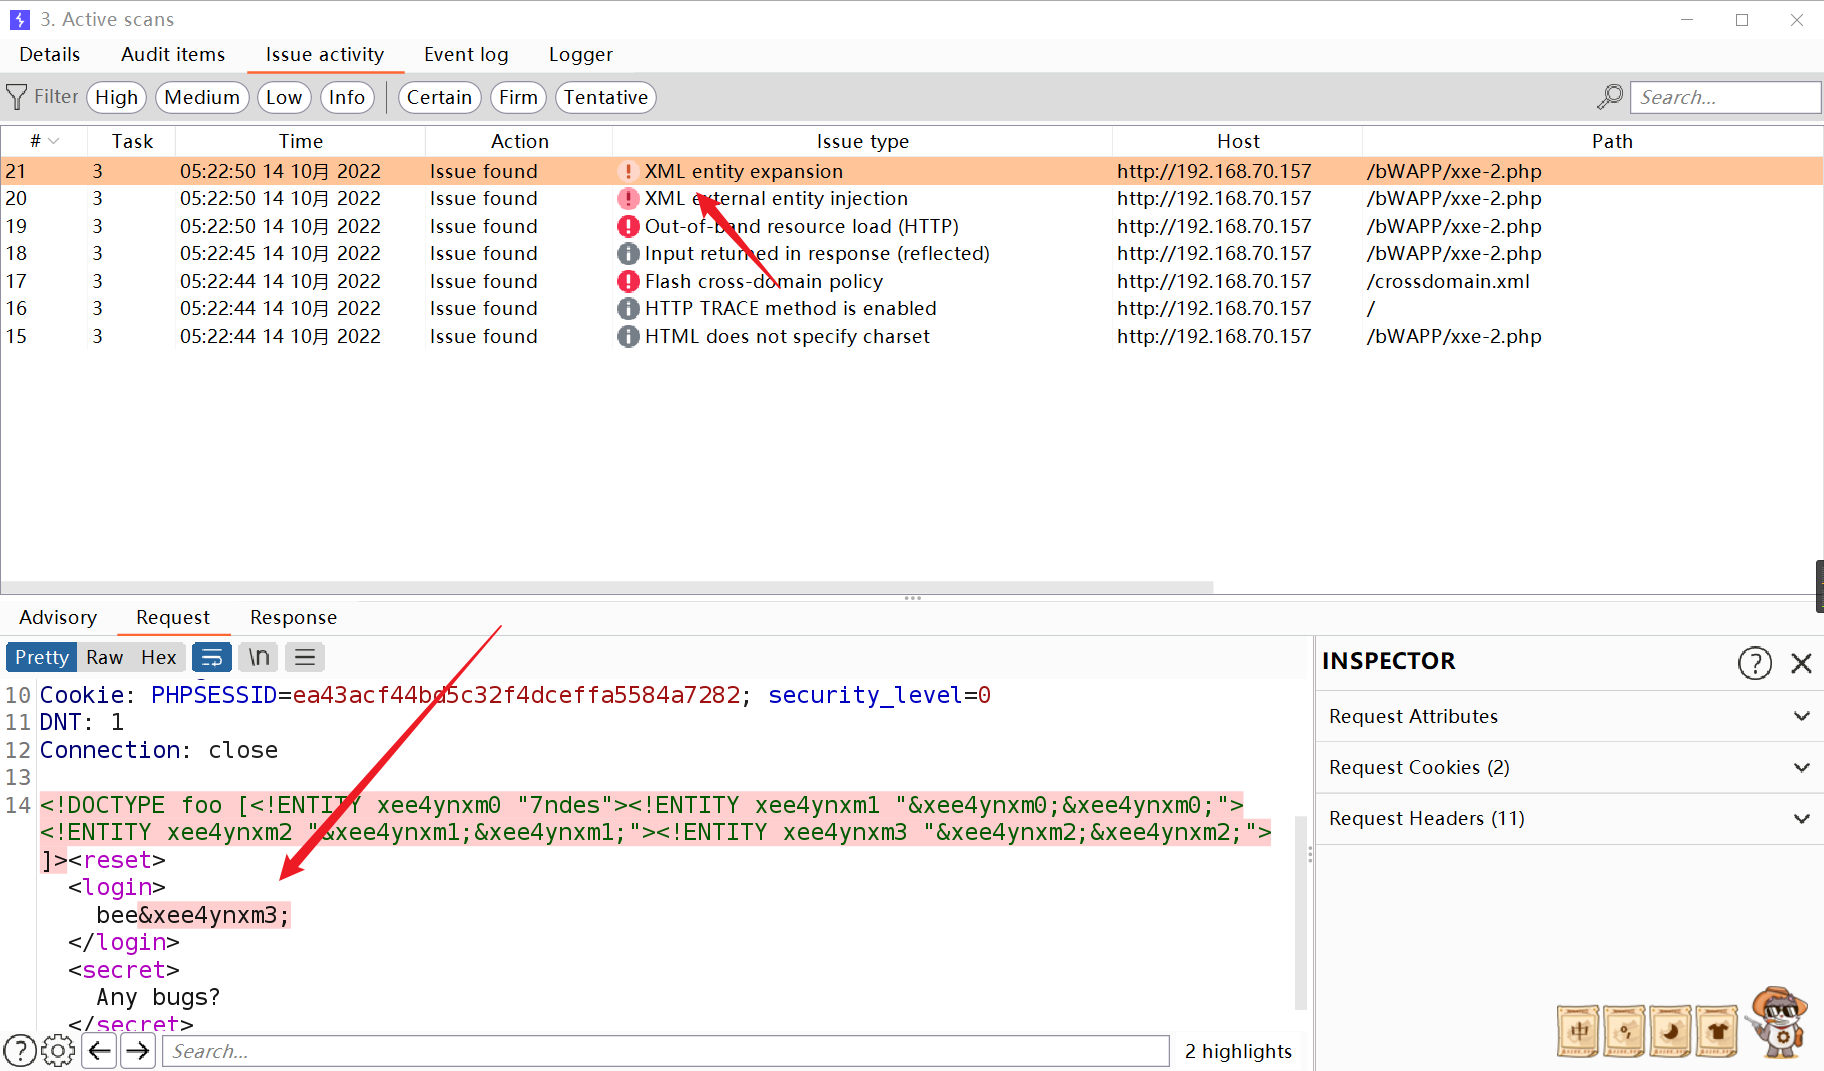 3. Active scans
Details Audit items Issue activity Event log Logger
Filter High Medium Low Info Certain Firm Tentative Search...
# Task Time Action Issue type Host Path
21 3 05:22:50 14 10月 2022 Issue found XML entity expansion http://192.168.70.157 /bWAPP/xxe-2.php
20 3 05:22:50 14 10月 2022 Issue found XML external entity injection http://192.168.70.157 /bWAPP/xxe-2.php
19 3 05:22:50 14 10月 2022 Issue found Out-of-band resource load (HTTP) http://192.168.70.157 /bWAPP/xxe-2.php
18 3 05:22:45 14 10月 2022 Issue found Input returned in response (reflected) http://192.168.70.157 /bWAPP/xxe-2.php
17 3 05:22:44 14 10月 2022 Issue found Flash cross-domain policy http://192.168.70.157 /crossdomain.xml
16 3 05:22:44 14 10月 2022 Issue found HTTP TRACE method is enabled http://192.168.70.157 /
15 3 05:22:44 14 10月 2022 Issue found HTML does not specify charset http://192.168.70.157 /bWAPP/xxe-2.php
Advisory Request Response
Pretty Raw Hex \n
10 Cookie: PHPSESSID=ea43acf44bd5c32f4dceffa5584a7282; security_level=0
11 DNT: 1
12 Connection: close
13
14 <!DOCTYPE foo [<!ENTITY xee4ynxm0 "7ndes"><!ENTITY xee4ynxm1 "&xee4ynxm0;&xee4ynxm0;">
<!ENTITY xee4ynxm2 "&xee4ynxm1;&xee4ynxm1;"><!ENTITY xee4ynxm3 "&xee4ynxm2;&xee4ynxm2;">
]><reset>
<login>
bee&xee4ynxm3;
</login>
<secret>
Any bugs?
</secret>
Search... 2 highlights
INSPECTOR
Request Attributes
Request Cookies (2)
Request Headers (11)
中